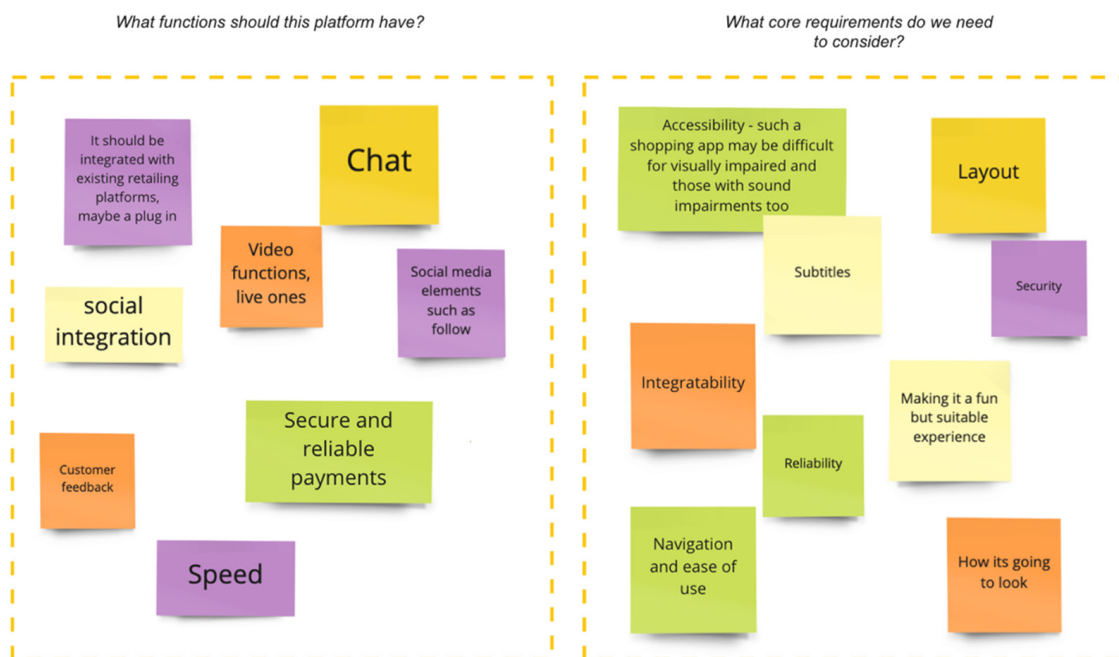 What functions should this platform have?
It should be
integrated with
existing retailing
platforms,
maybe a plug in
Chat
Video
functions,
live ones
Social media
elements
such as
follow
social
integration
Secure and
reliable
payments
Customer
feedback
Speed
What core requirements do we need
to consider?
Accessibility - such a
shopping app may be difficult
for visually impaired and
those with sound
impairments too
Layout
Subtitles
Security
Integratability
Making it a fun
but suitable
experience
Reliability
Navigation
and ease of
use
How its going
to look